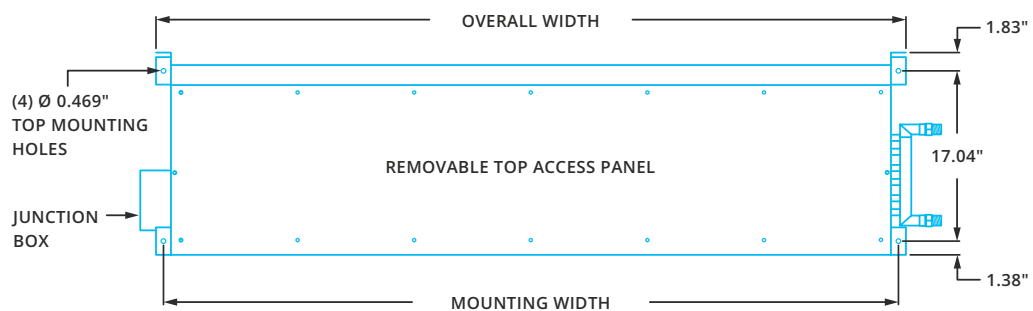 OVERALL WIDTH
1.83"
(4) Ø 0.469"
TOP MOUNTING
HOLES
REMOVABLE TOP ACCESS PANEL
17.04"
JUNCTION
BOX
1.38"
MOUNTING WIDTH